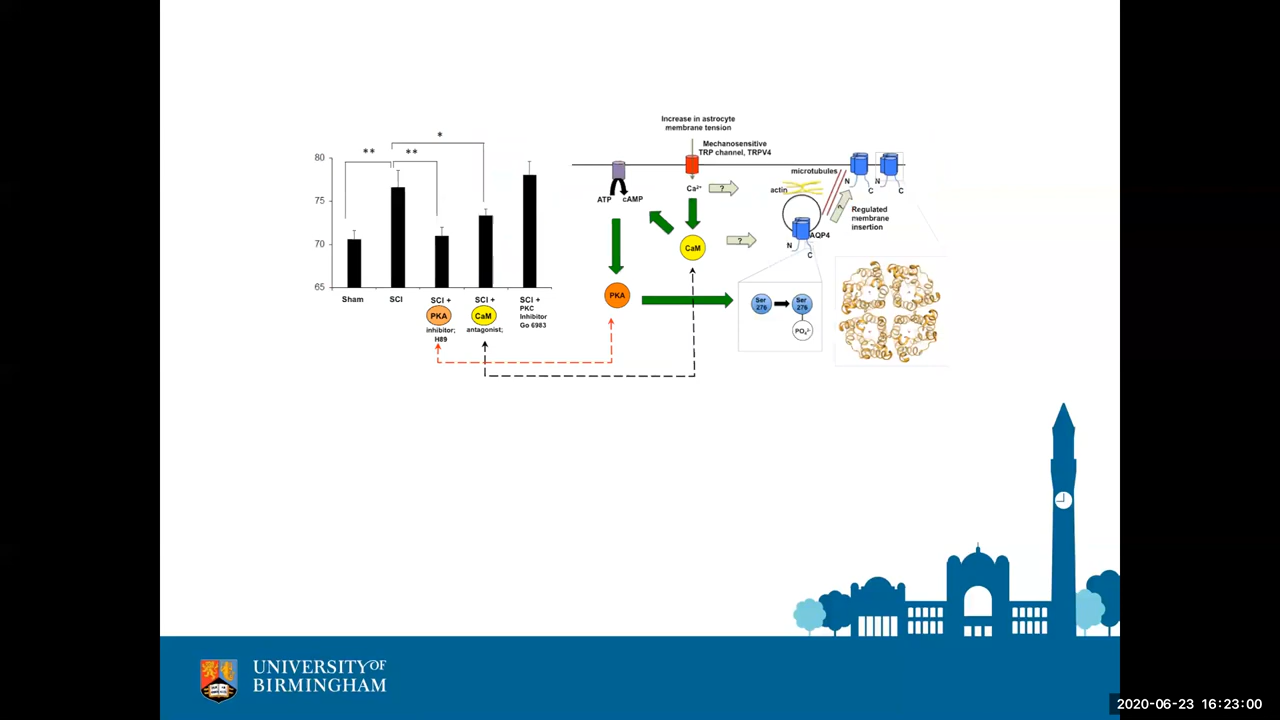 *
**
**
80
75
70
65
Sham
SCI
SCI +
PKA
inhibitor;
H89
SCI +
CaM
antagonist;
SCI +
PKC
Inhibitor
Go 6983
Increase in astrocyte
membrane tension
Mechanosensitive
TRP channel, TRPV4
ATP
cAMP
Ca²⁺
?
CaM
?
PKA
actin
microtubules
AQP4
N
C
N
C
N
C
?
Regulated
membrane
insertion
Ser
276
Ser
276
PO₄²⁻
UNIVERSITY OF
BIRMINGHAM
2020-06-23 16:23:00